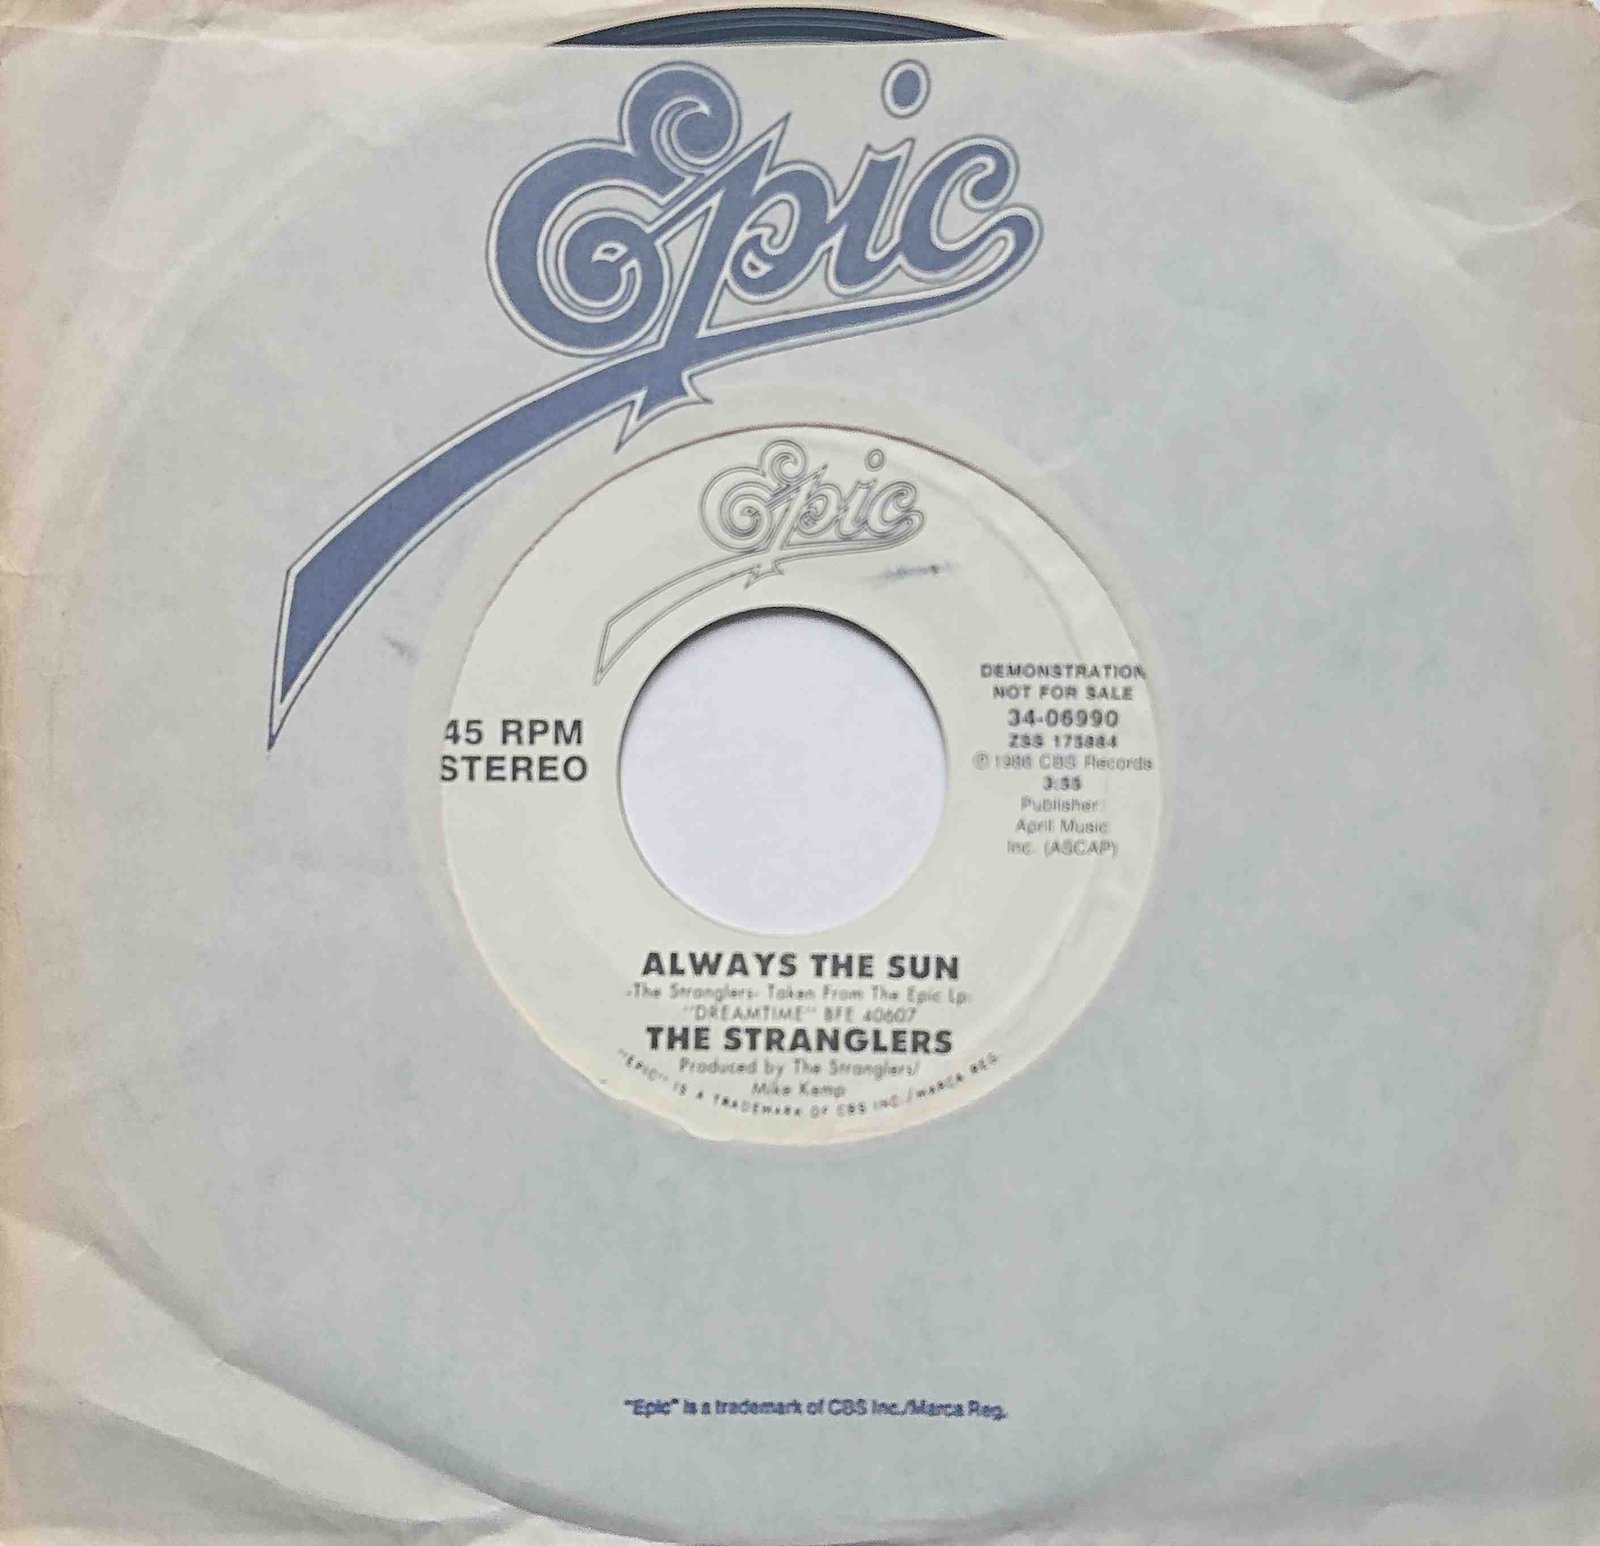 Epic
Epic
45 RPM
STEREO
DEMONSTRATION
NOT FOR SALE
34-06990
ZSS 173884
℗ 1986 CBS Records
3:55
Publisher
April Music
Inc. (ASCAP)
ALWAYS THE SUN
-The Stranglers- Taken From The Epic Lp-
"DREAMTIME" BFE 40607
THE STRANGLERS
Produced by The Stranglers/
Mike Kemp
"EPIC" IS A TRADEMARK OF CBS INC./MARCA REG.
"Epic" is a trademark of CBS Inc./Marca Reg.